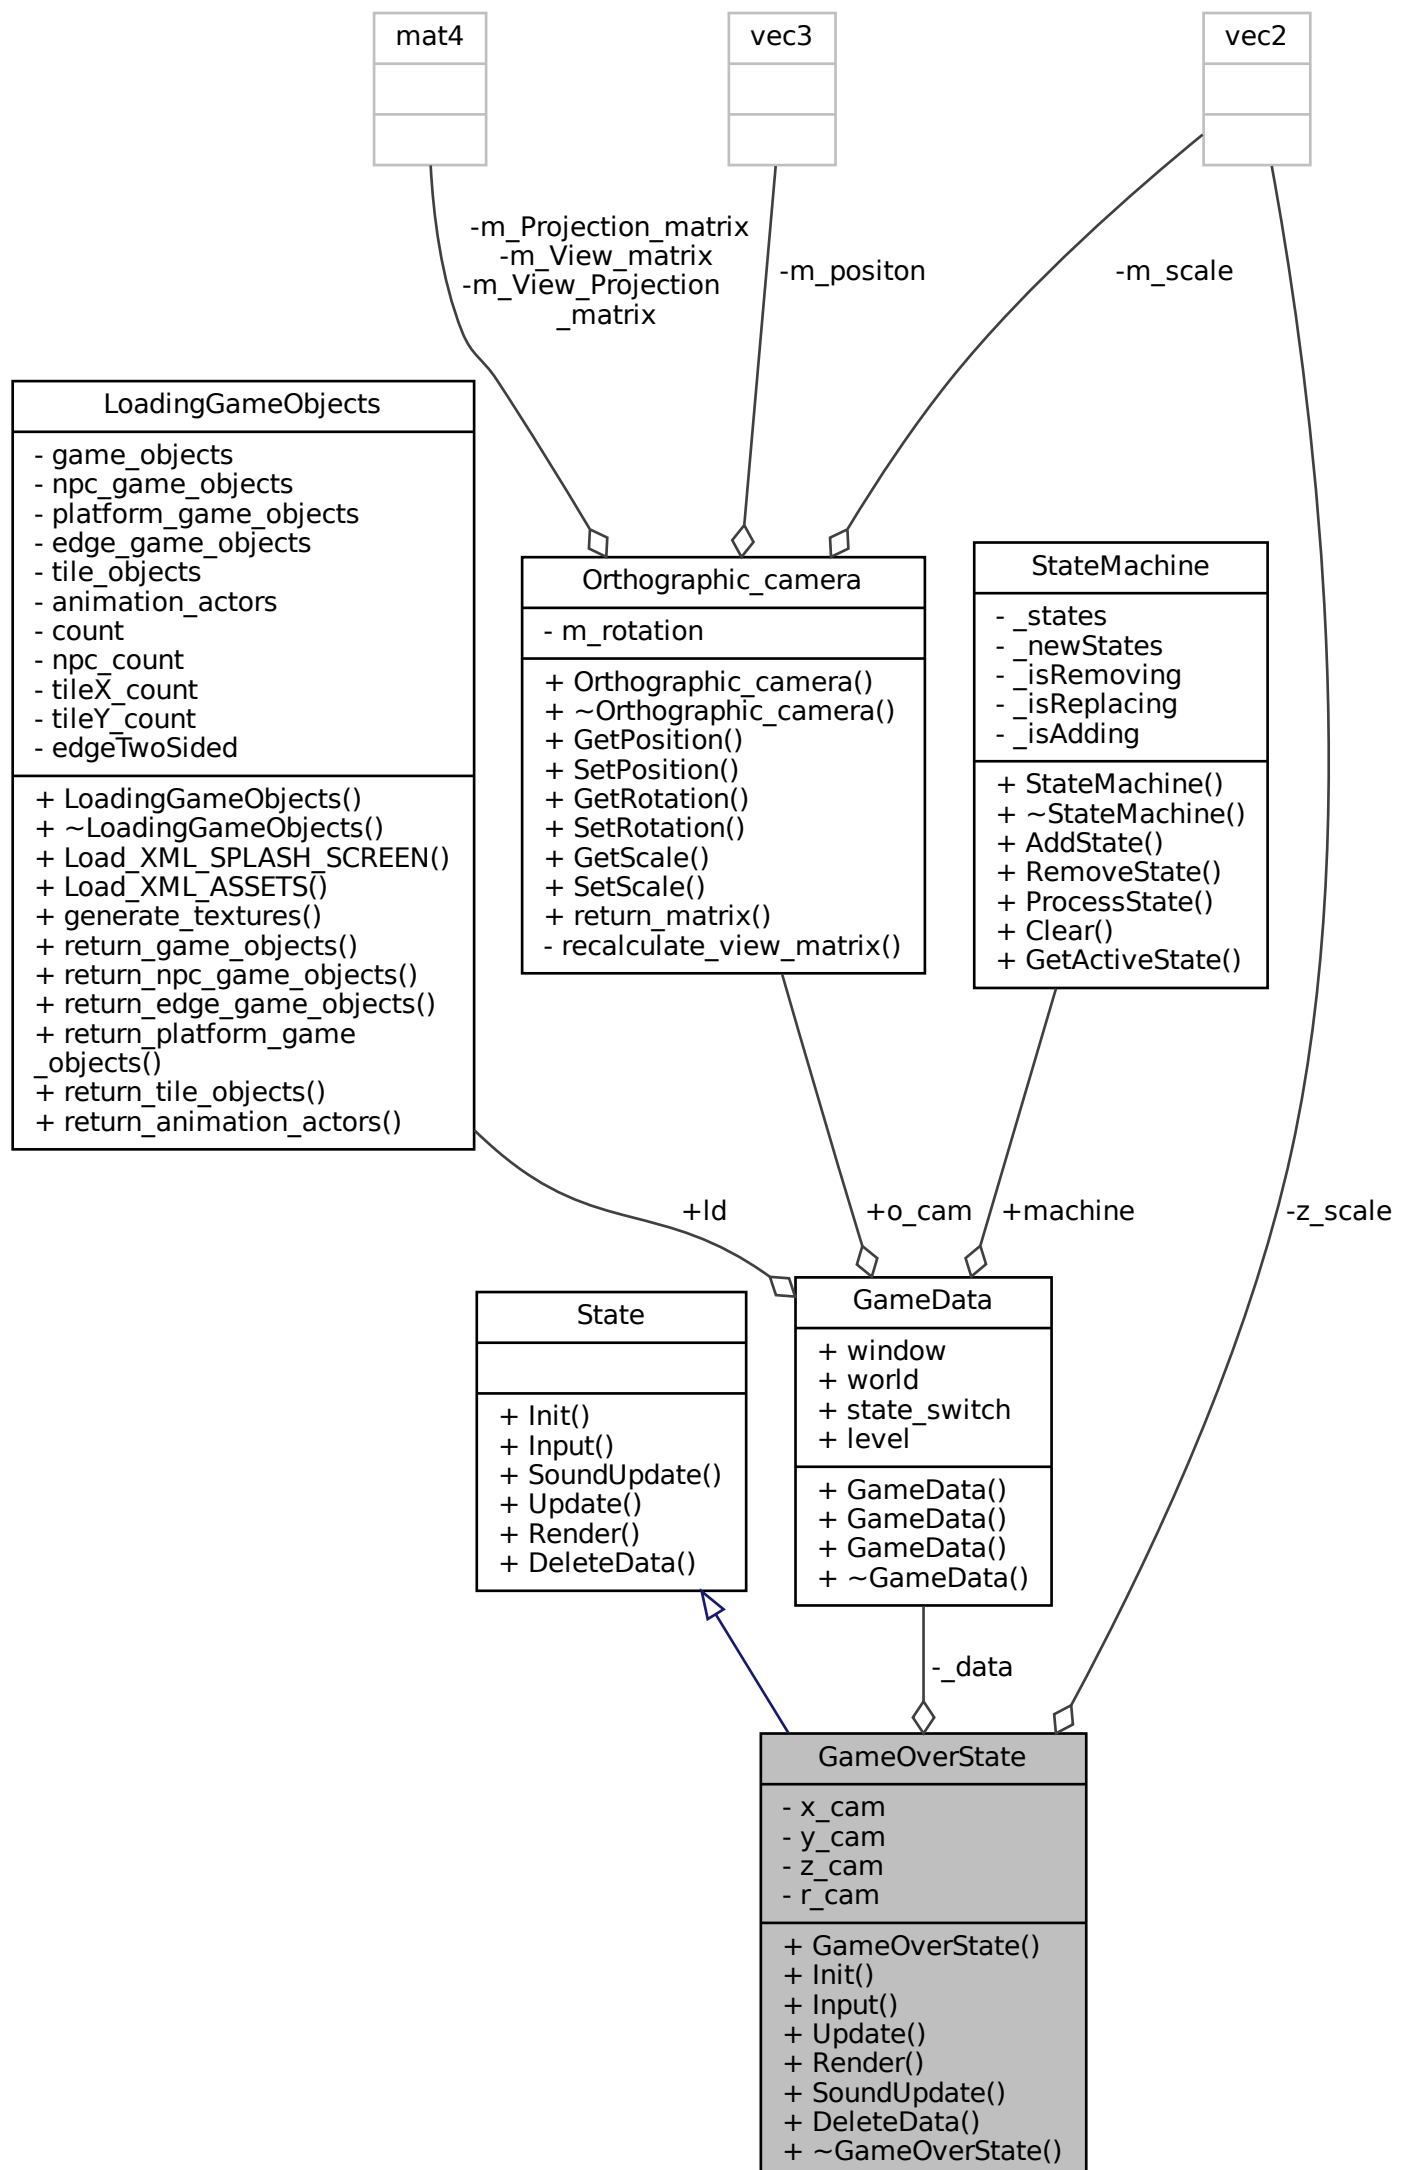 mat4
vec3
vec2
-m_Projection_matrix
-m_View_matrix
-m_View_Projection
_matrix
-m_positon
-m_scale
LoadingGameObjects
- game_objects
- npc_game_objects
- platform_game_objects
- edge_game_objects
- tile_objects
- animation_actors
- count
- npc_count
- tileX_count
- tileY_count
- edgeTwoSided
+ LoadingGameObjects()
+ ~LoadingGameObjects()
+ Load_XML_SPLASH_SCREEN()
+ Load_XML_ASSETS()
+ generate_textures()
+ return_game_objects()
+ return_npc_game_objects()
+ return_edge_game_objects()
+ return_platform_game
_objects()
+ return_tile_objects()
+ return_animation_actors()
Orthographic_camera
- m_rotation
+ Orthographic_camera()
+ ~Orthographic_camera()
+ GetPosition()
+ SetPosition()
+ GetRotation()
+ SetRotation()
+ GetScale()
+ SetScale()
+ return_matrix()
- recalculate_view_matrix()
StateMachine
- _states
- _newStates
- _isRemoving
- _isReplacing
- _isAdding
+ StateMachine()
+ ~StateMachine()
+ AddState()
+ RemoveState()
+ ProcessState()
+ Clear()
+ GetActiveState()
+ld
+o_cam
+machine
-z_scale
State
+ Init()
+ Input()
+ SoundUpdate()
+ Update()
+ Render()
+ DeleteData()
GameData
+ window
+ world
+ state_switch
+ level
+ GameData()
+ GameData()
+ GameData()
+ ~GameData()
-_data
GameOverState
- x_cam
- y_cam
- z_cam
- r_cam
+ GameOverState()
+ Init()
+ Input()
+ Update()
+ Render()
+ SoundUpdate()
+ DeleteData()
+ ~GameOverState()